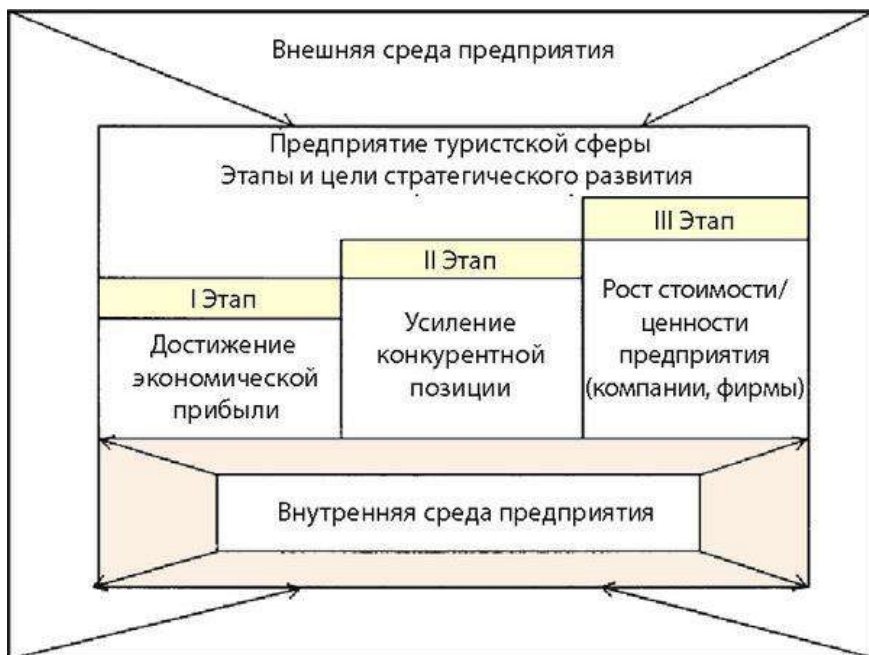 Внешняя среда предприятия
Предприятие туристской сферы
Этапы и цели стратегического развития
I Этап
Достижение
экономической
прибыли
II Этап
Усиление
конкурентной
позиции
III Этап
Рост стоимости/
ценности
предприятия
(компании, фирмы)
Внутренняя среда предприятия